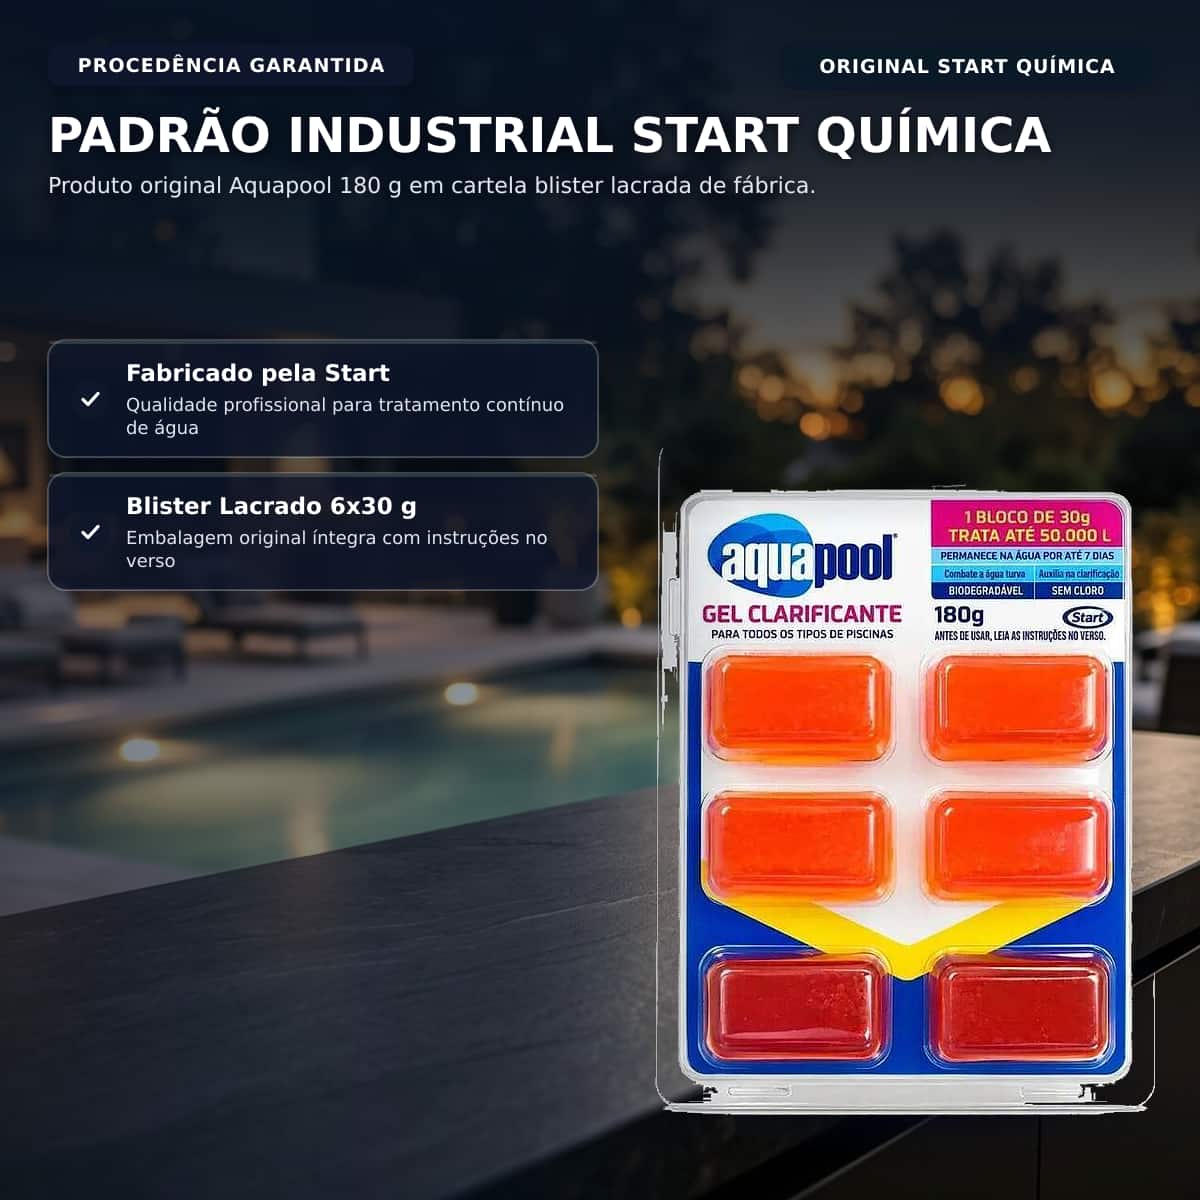 PROCEDÊNCIA GARANTIDA
ORIGINAL START QUÍMICA
PADRÃO INDUSTRIAL START QUÍMICA
Produto original Aquapool 180 g em cartela blister lacrada de fábrica.
Fabricado pela Start
Qualidade profissional para tratamento contínuo
de água
Blister Lacrado 6x30 g
Embalagem original íntegra com instruções no
verso
aquapool
GEL CLARIFICANTE
PARA TODOS OS TIPOS DE PISCINAS
1 BLOCO DE 30g
TRATA ATÉ 50.000 L
PERMANECE NA ÁGUA POR ATÉ 7 DIAS
Combate a água turva
Auxilia na clarificação
BIODEGRADÁVEL
SEM CLORO
180g
Start
ANTES DE USAR, LEIA AS INSTRUÇÕES NO VERSO.